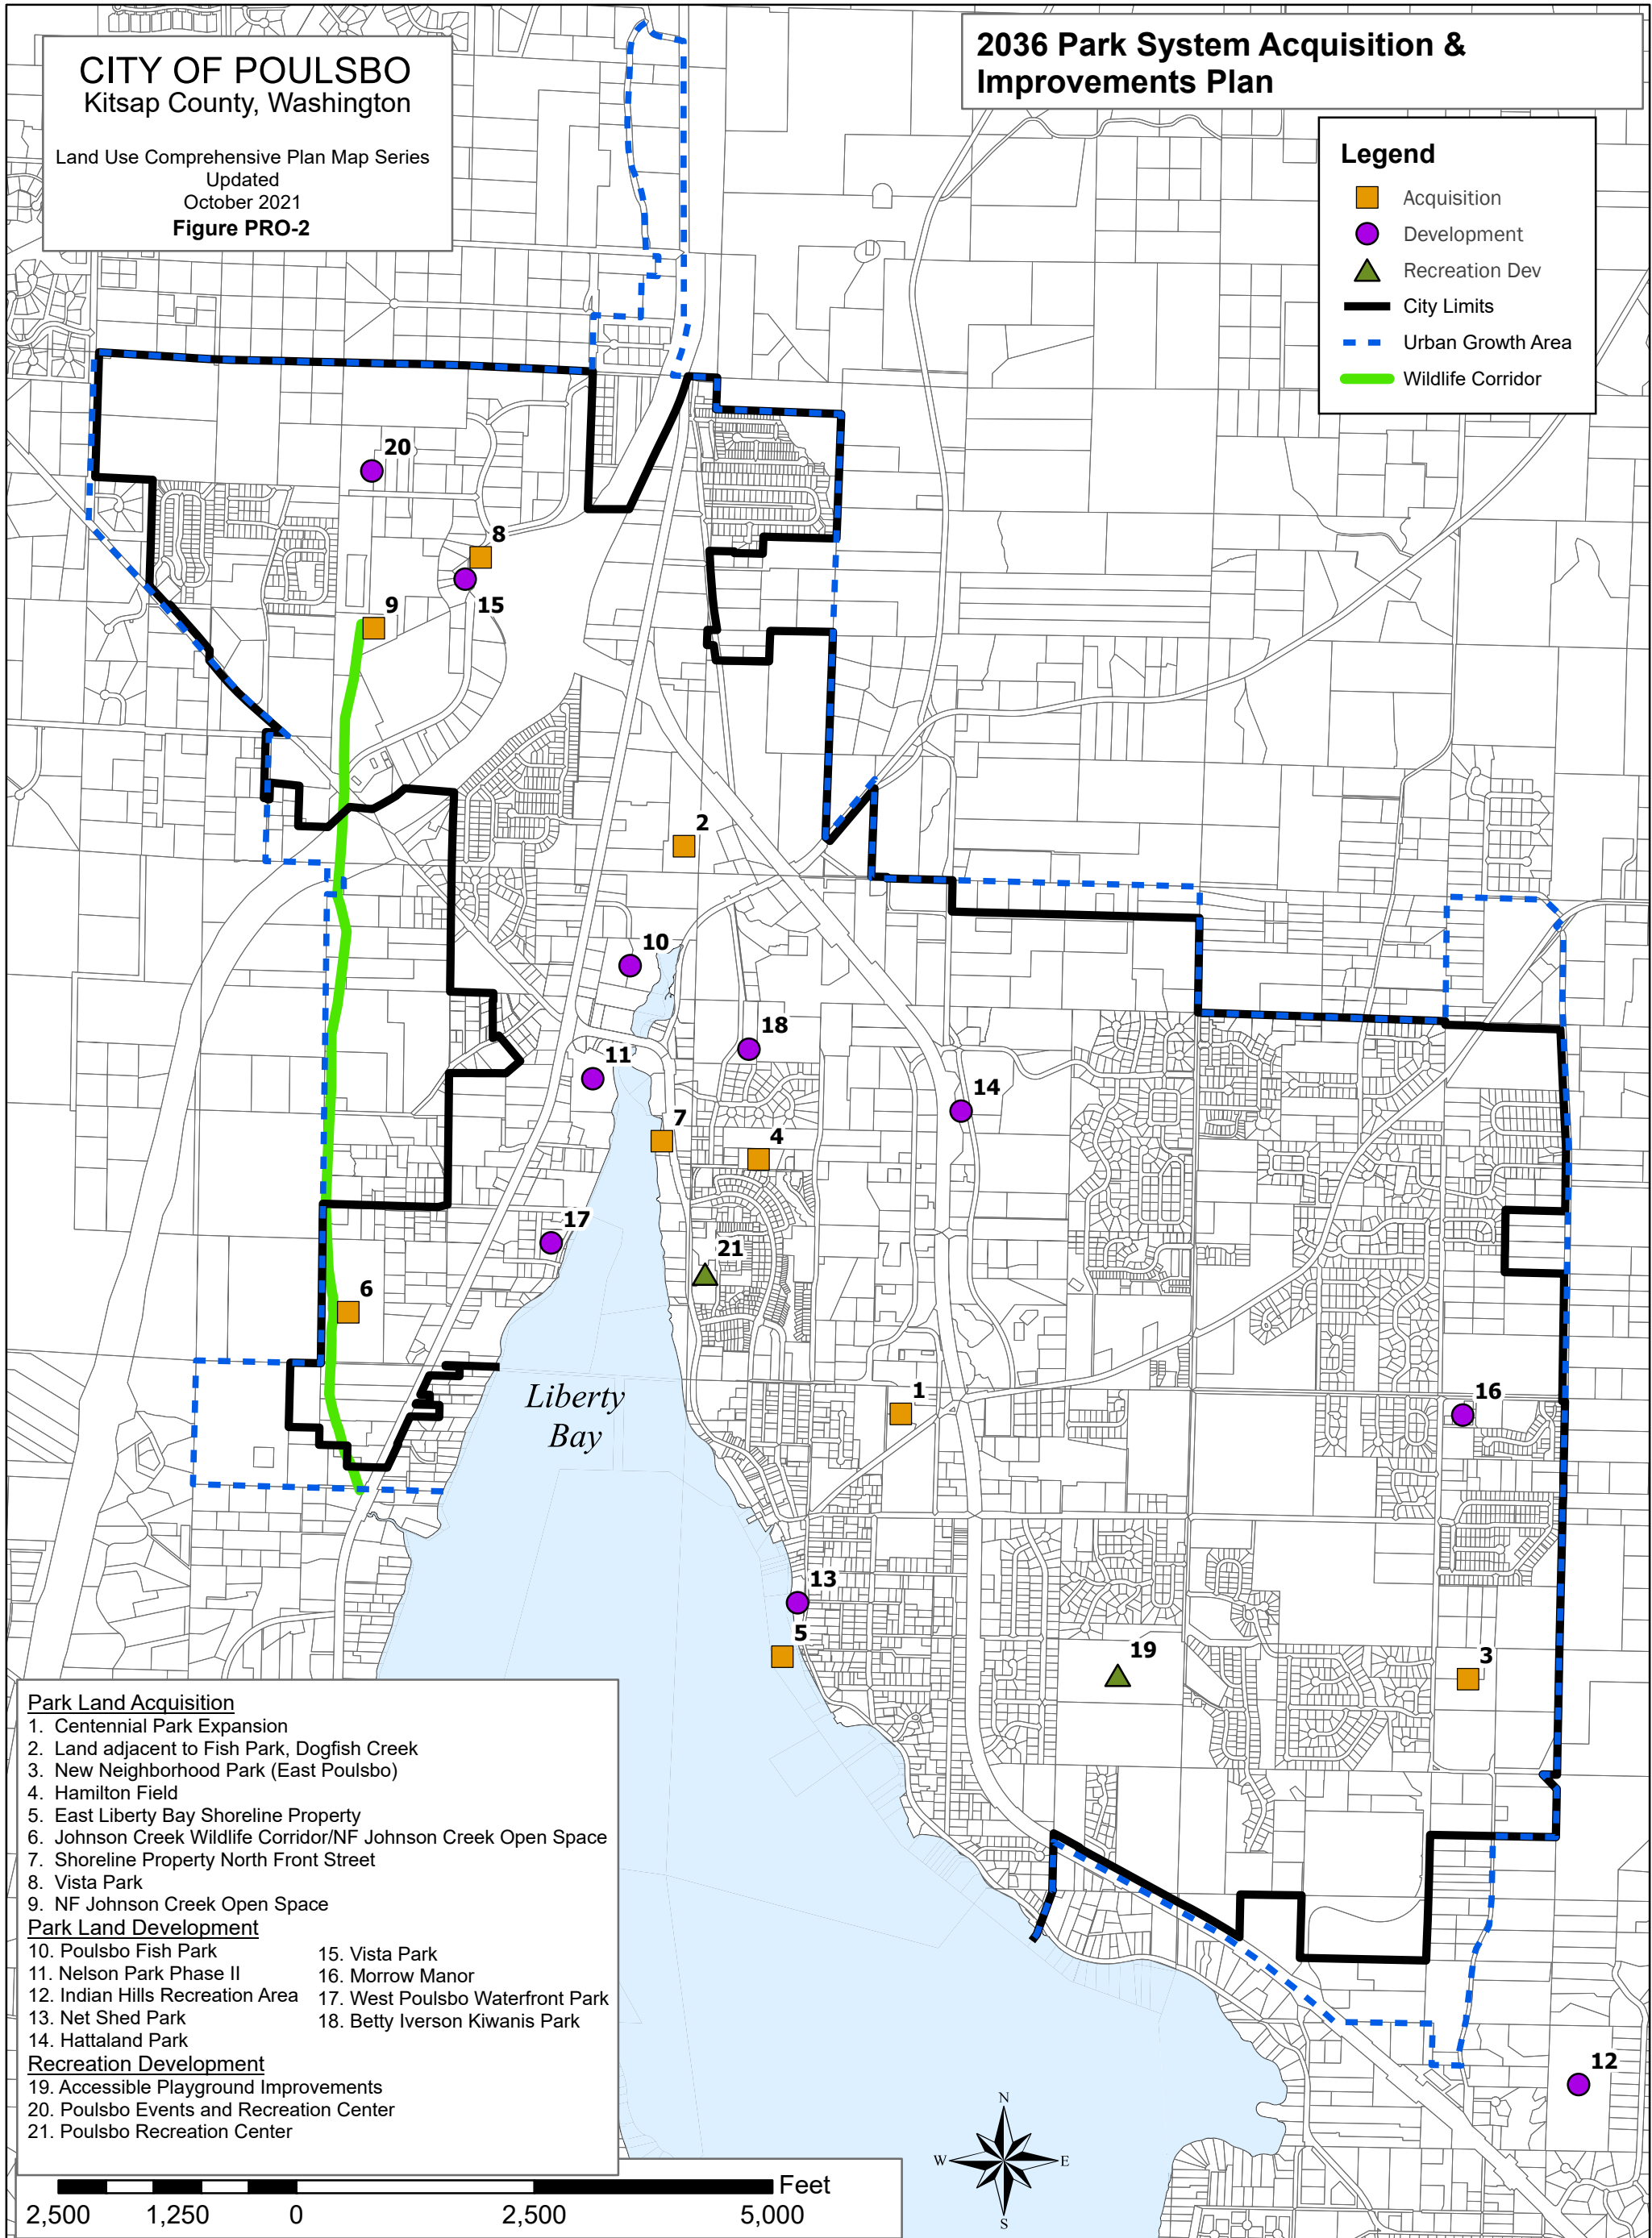 CITY OF POULSBO
Kitsap County, Washington
Land Use Comprehensive Plan Map Series
Updated
October 2021
Figure PRO-2
2036 Park System Acquisition &
Improvements Plan
Legend
Acquisition
Development
Recreation Dev
City Limits
Urban Growth Area
Wildlife Corridor
20
8
15
9
2
10
18
11
14
7
4
17
21
6
1
16
Liberty
Bay
13
5
19
3
12
Park Land Acquisition
1. Centennial Park Expansion
2. Land adjacent to Fish Park, Dogfish Creek
3. New Neighborhood Park (East Poulsbo)
4. Hamilton Field
5. East Liberty Bay Shoreline Property
6. Johnson Creek Wildlife Corridor/NF Johnson Creek Open Space
7. Shoreline Property North Front Street
8. Vista Park
9. NF Johnson Creek Open Space
Park Land Development
10. Poulsbo Fish Park
11. Nelson Park Phase II
12. Indian Hills Recreation Area
13. Net Shed Park
14. Hattaland Park
15. Vista Park
16. Morrow Manor
17. West Poulsbo Waterfront Park
18. Betty Iverson Kiwanis Park
Recreation Development
19. Accessible Playground Improvements
20. Poulsbo Events and Recreation Center
21. Poulsbo Recreation Center
N
W E
S
Feet
2,500 1,250 0 2,500 5,000